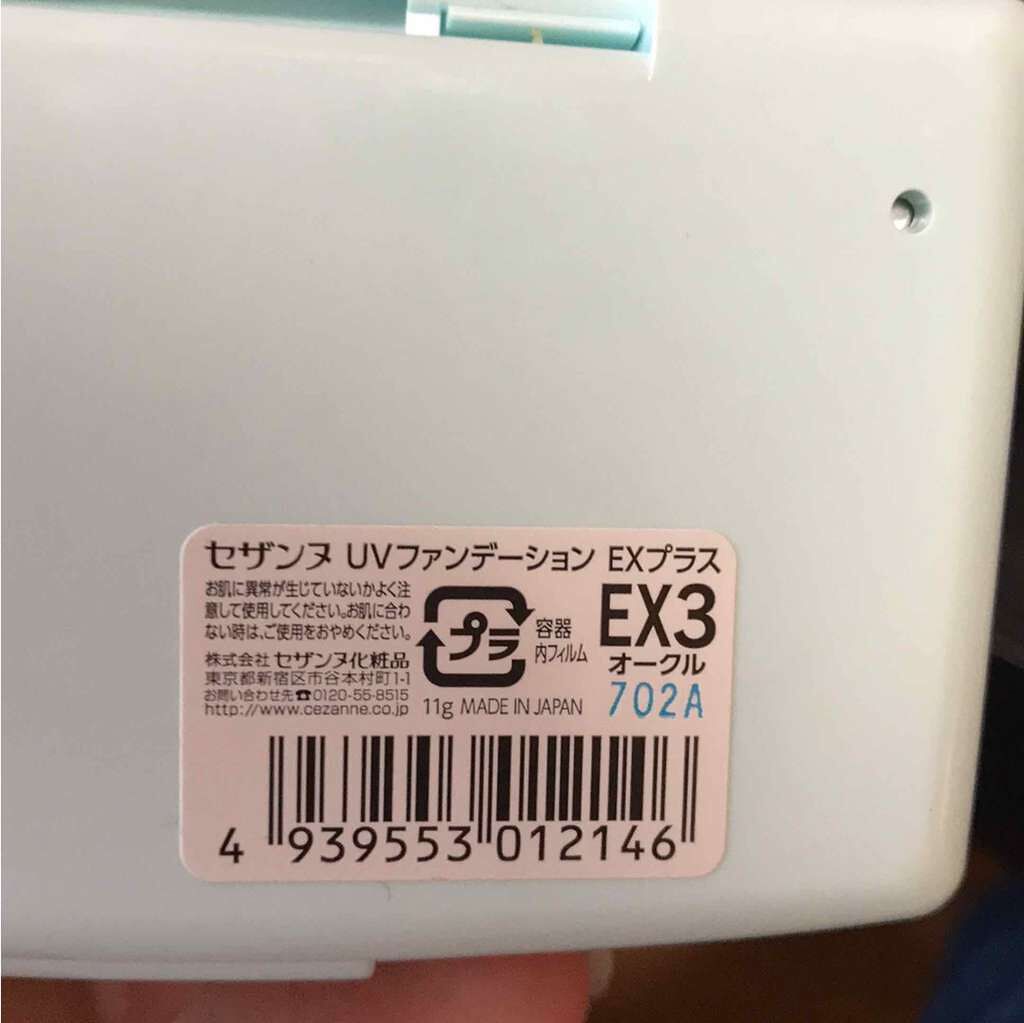 セザンヌ UVファンデーション EXプラス
お肌に異常が生じていないかよく注
意して使用してください。お肌に合わ
ない時は、ご使用をおやめください。
株式会社 セザンヌ化粧品
東京都新宿区市谷本村町1-1
お問い合わせ先☎0120-55-8515
http://www.cezanne.co.jp
プラ
容器
内フィルム
11g MADE IN JAPAN
EX3
オークル
702A
4 939553 012146